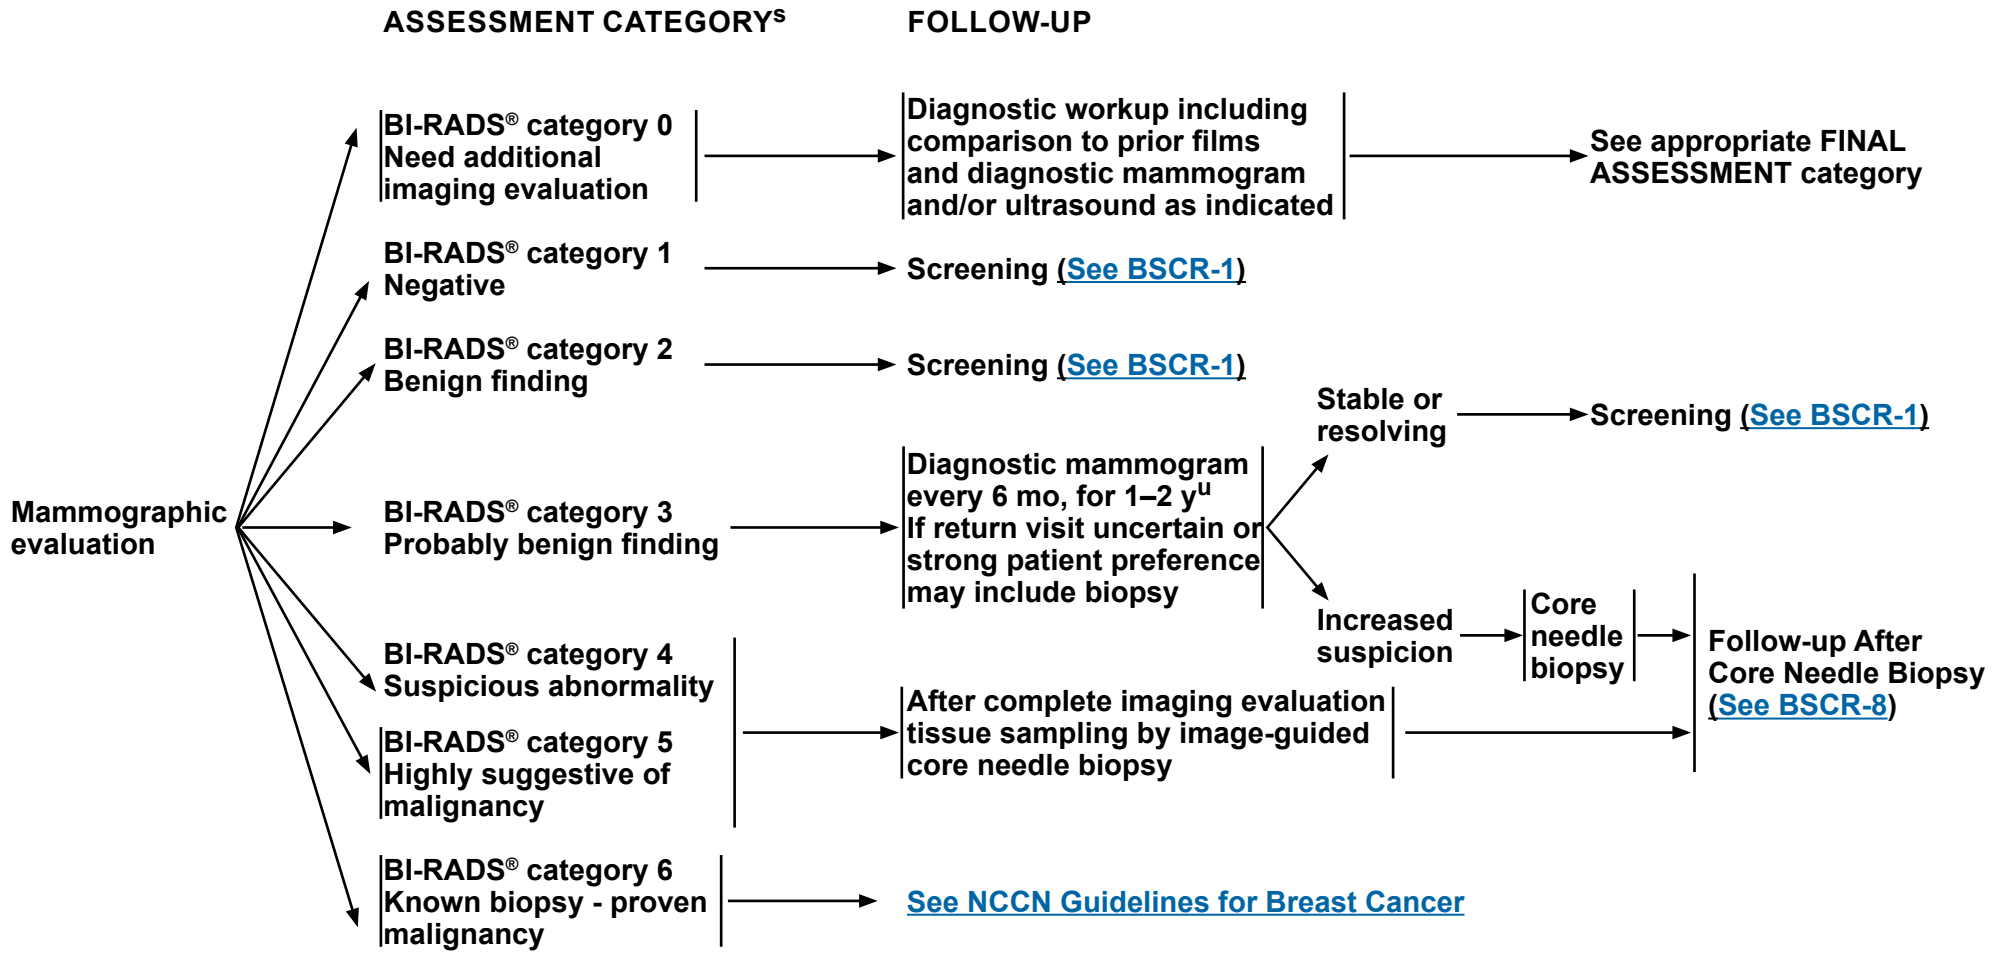 ASSESSMENT CATEGORYˢ
FOLLOW-UP
BI-RADS® category 0
Need additional
imaging evaluation
Diagnostic workup including
comparison to prior films
and diagnostic mammogram
and/or ultrasound as indicated
See appropriate FINAL
ASSESSMENT category
BI-RADS® category 1
Negative
Screening (See BSCR-1)
BI-RADS® category 2
Benign finding
Screening (See BSCR-1)
Mammographic
evaluation
BI-RADS® category 3
Probably benign finding
Diagnostic mammogram
every 6 mo, for 1–2 yᵘ
If return visit uncertain or
strong patient preference
may include biopsy
Stable or
resolving
Screening (See BSCR-1)
Increased
suspicion
Core
needle
biopsy
Follow-up After
Core Needle Biopsy
(See BSCR-8)
BI-RADS® category 4
Suspicious abnormality
BI-RADS® category 5
Highly suggestive of
malignancy
After complete imaging evaluation
tissue sampling by image-guided
core needle biopsy
BI-RADS® category 6
Known biopsy - proven
malignancy
See NCCN Guidelines for Breast Cancer